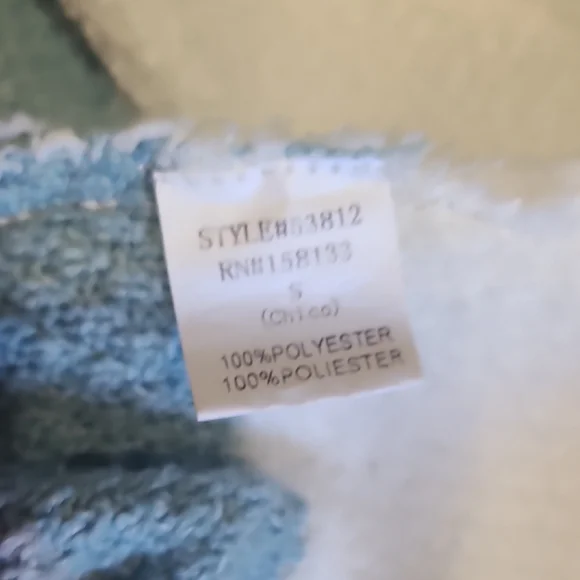 STYLE#53812
RN#158133
S
(Chico)
100%POLYESTER
100%POLIESTER